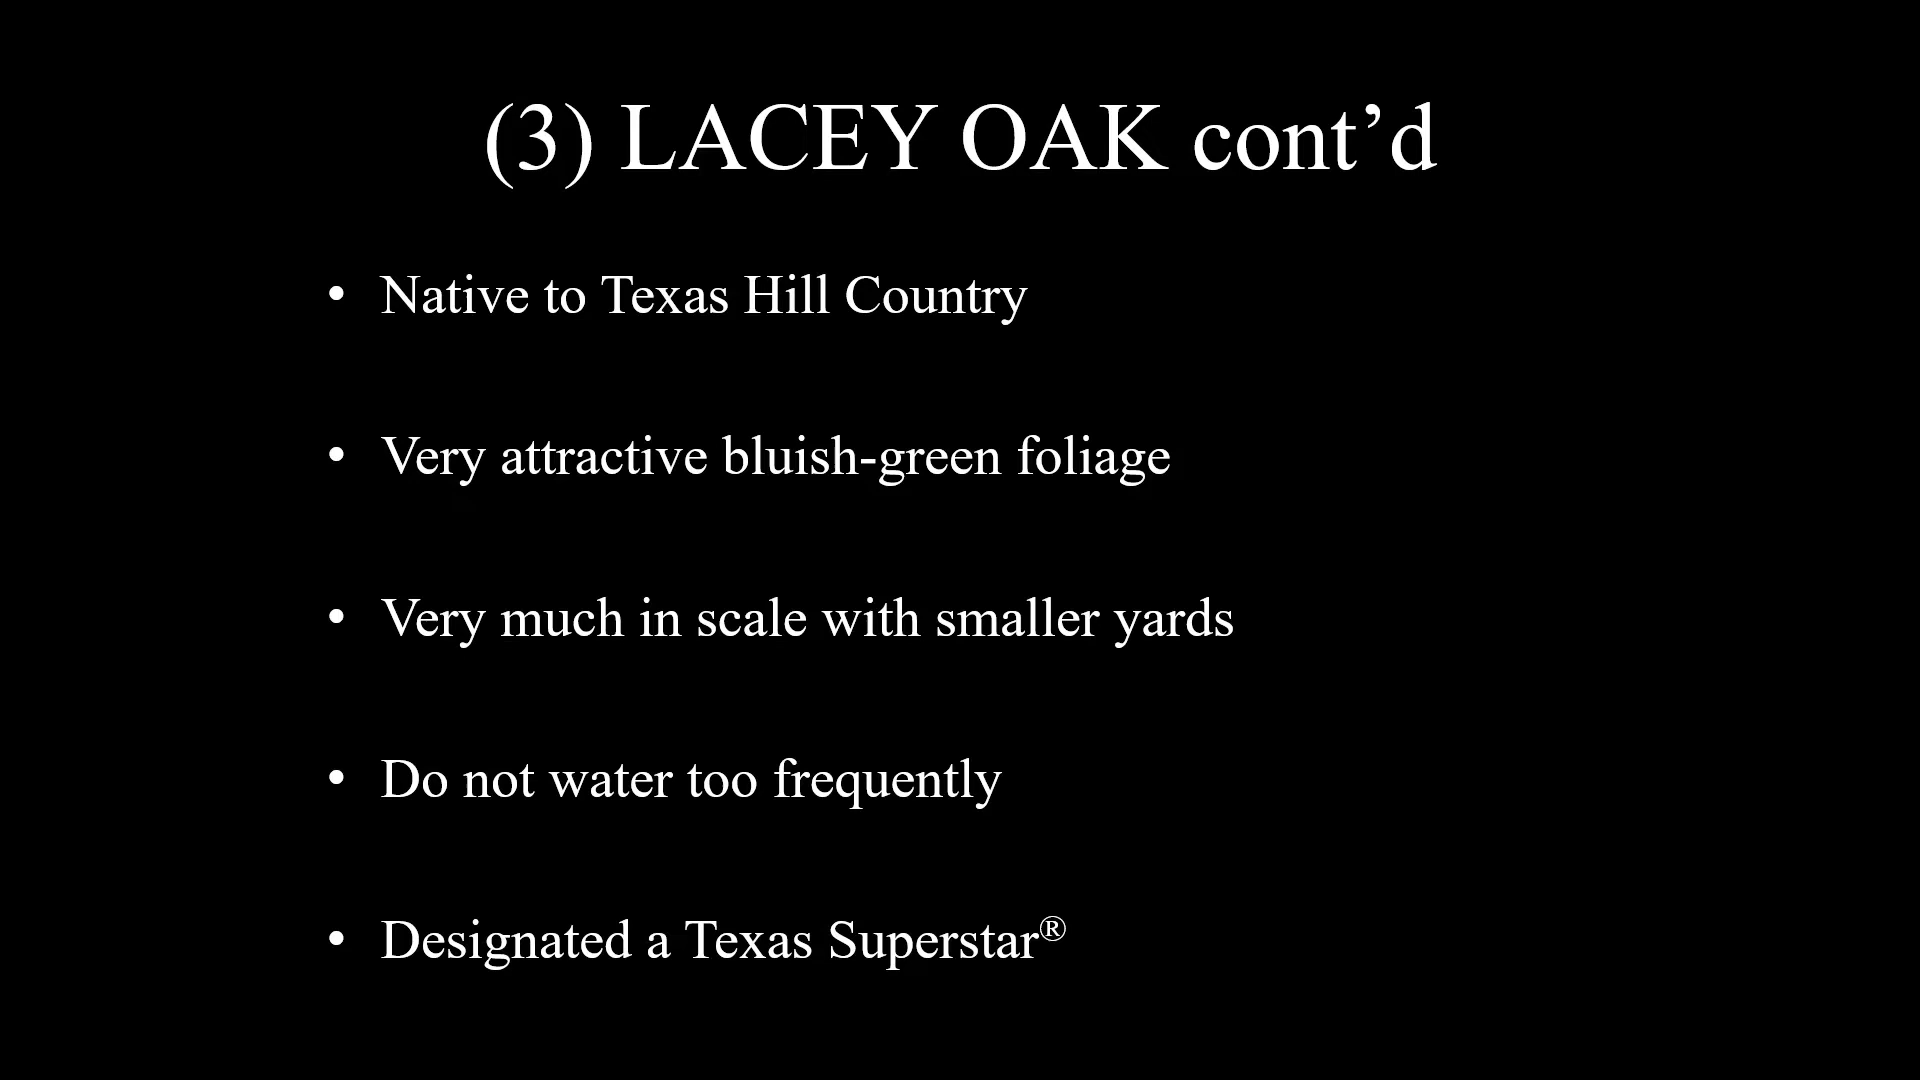 (3) LACEY OAK cont’d
• Native to Texas Hill Country
• Very attractive bluish-green foliage
• Very much in scale with smaller yards
• Do not water too frequently
• Designated a Texas Superstar®